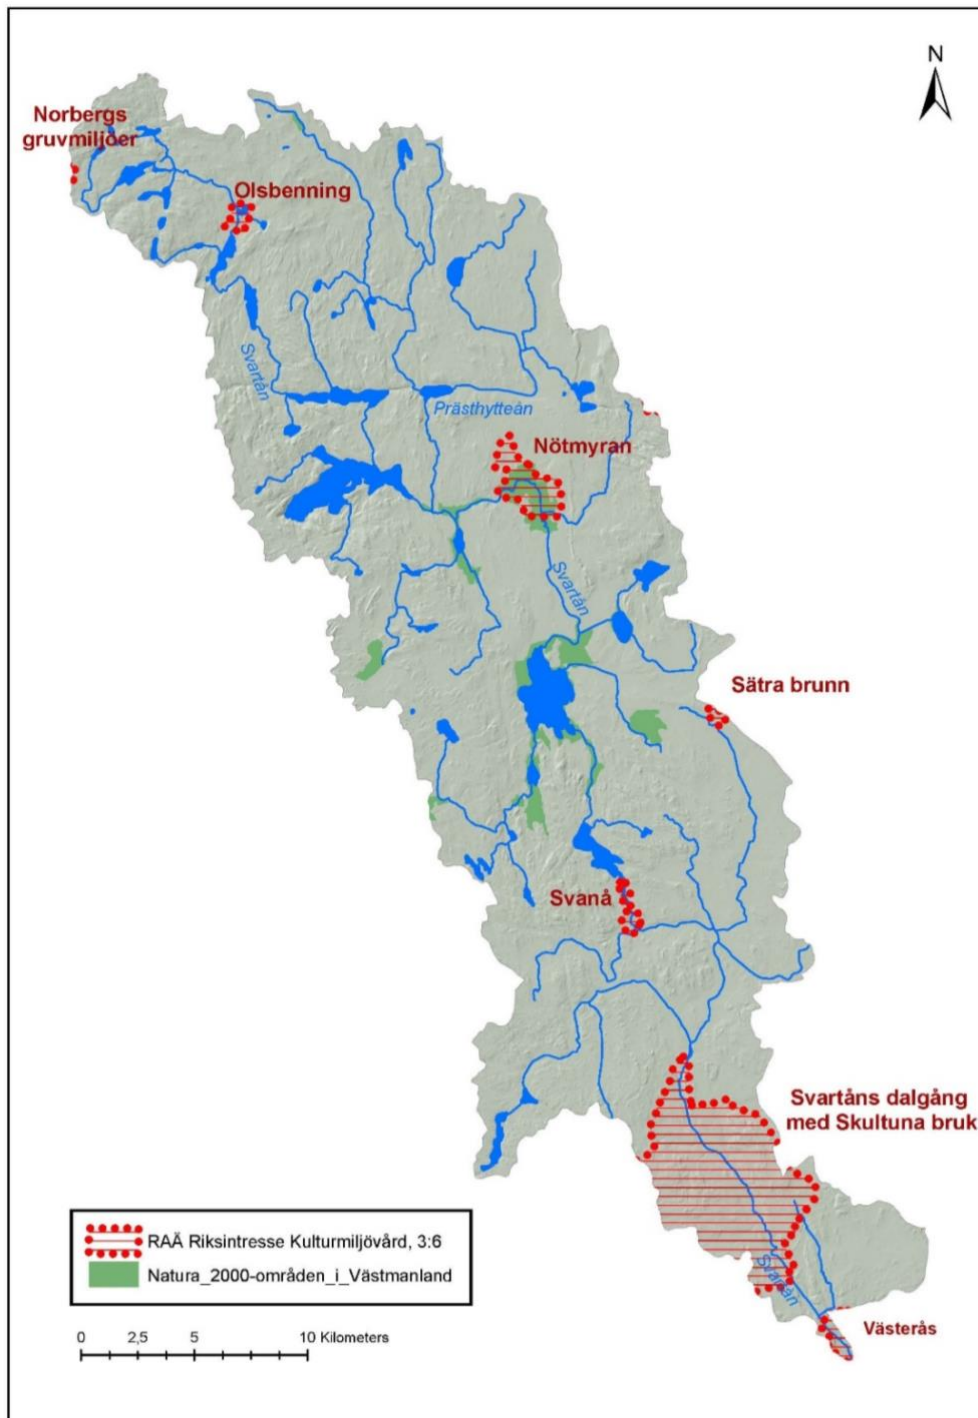 N
Norbergs
gruvmiljöer
Olsbenning
Svartån
Prästhytteån
Nötmyran
Svartån
Sätra brunn
Svanå
Svartåns dalgång
med Skultuna bruk
Svartån
Västerås
RAÄ Riksintresse Kulturmiljövård, 3:6
Natura_2000-områden_i_Västmanland
0 2,5 5 10 Kilometers